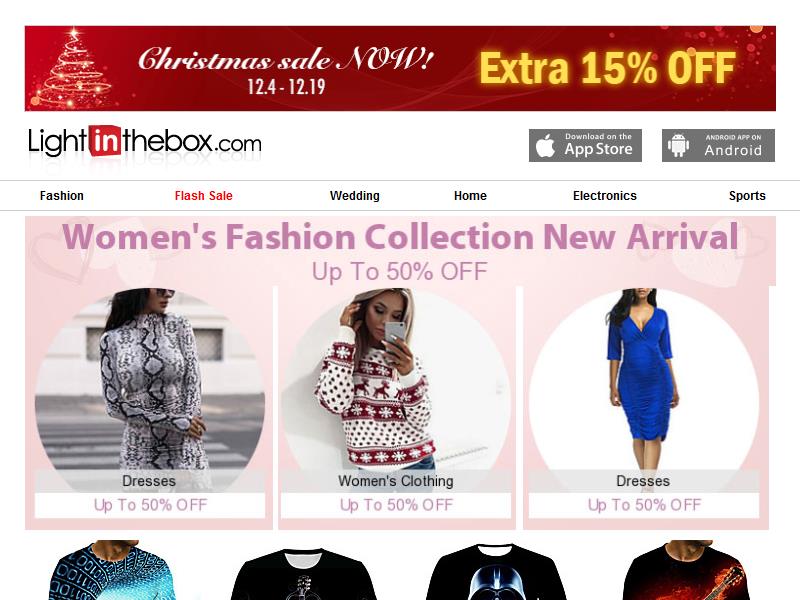 Christmas sale NOW!
12.4 - 12.19
Extra 15% OFF
Lightinthebox.com
Download on the
App Store
ANDROID APP ON
Android
Fashion
Flash Sale
Wedding
Home
Electronics
Sports
Women's Fashion Collection New Arrival
Up To 50% OFF
Dresses
Up To 50% OFF
Women's Clothing
Up To 50% OFF
Dresses
Up To 50% OFF